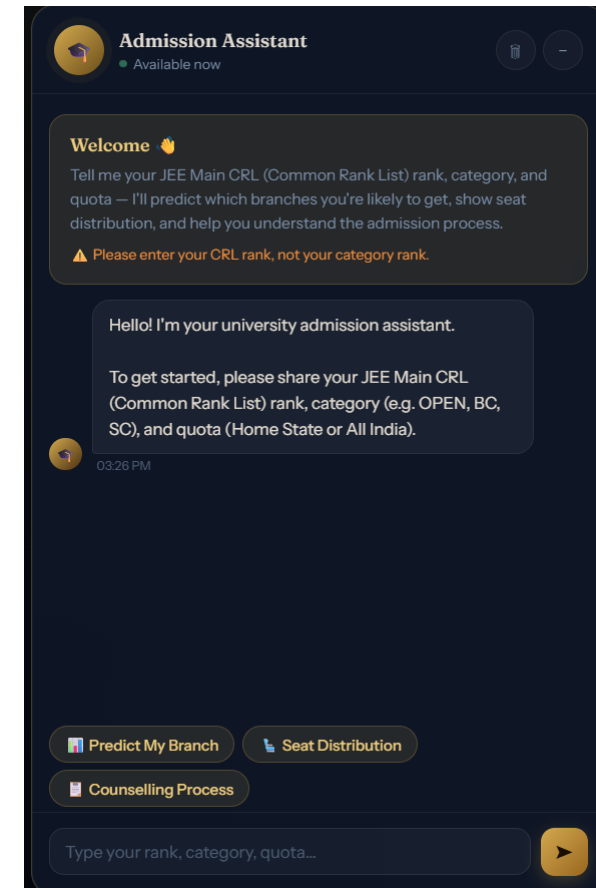 Admission Assistant
Available now
Welcome 👋
Tell me your JEE Main CRL (Common Rank List) rank, category, and
quota — I'll predict which branches you're likely to get, show seat
distribution, and help you understand the admission process.
⚠️ Please enter your CRL rank, not your category rank.
Hello! I'm your university admission assistant.
To get started, please share your JEE Main CRL
(Common Rank List) rank, category (e.g. OPEN, BC,
SC), and quota (Home State or All India).
03:26 PM
📊 Predict My Branch
💺 Seat Distribution
📋 Counselling Process
Type your rank, category, quota...